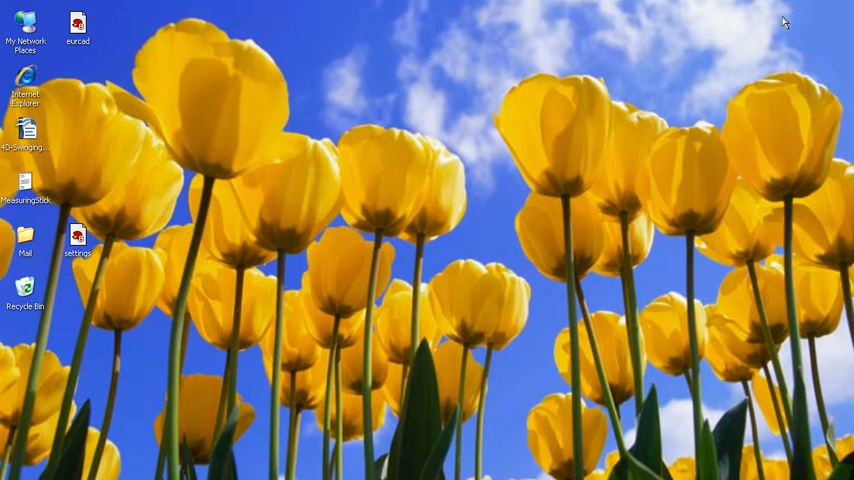 My Network
Places
eurcad
Internet
Explorer
4D-Swinging...
MeasuringStick
Mail
settings
Recycle Bin